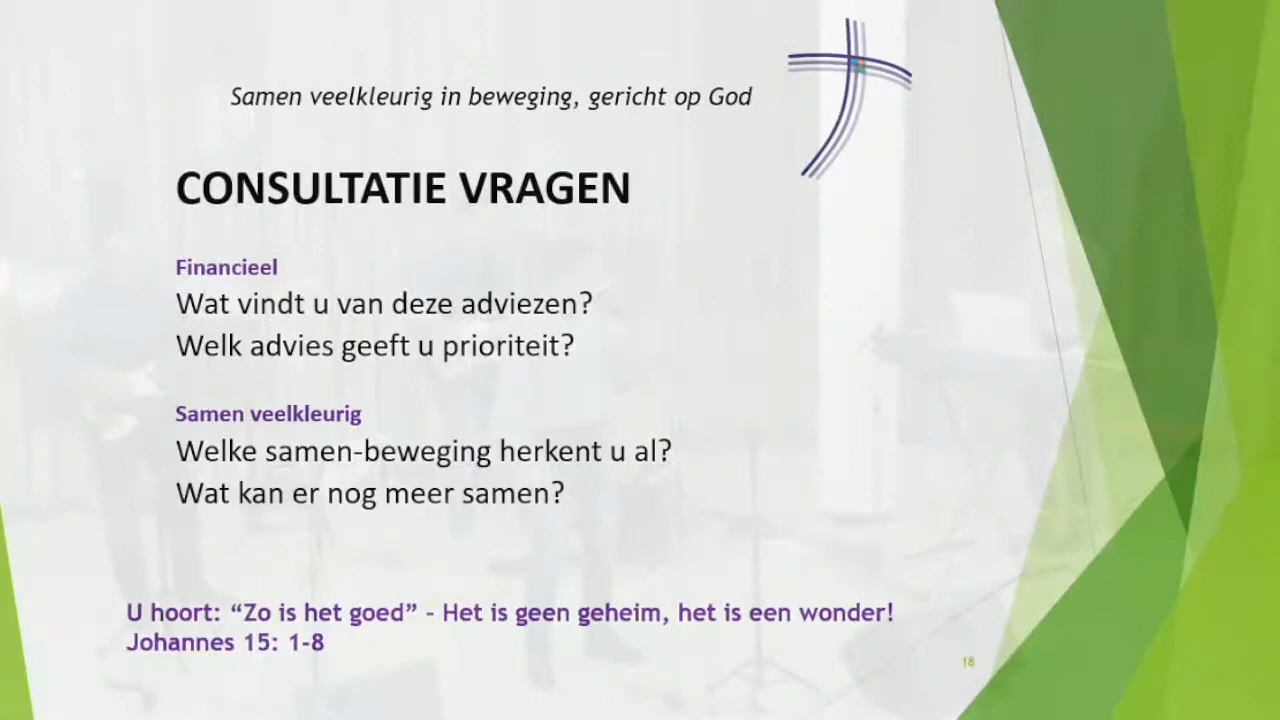 Samen veelkleurig in beweging, gericht op God
CONSULTATIE VRAGEN
Financieel
Wat vindt u van deze adviezen?
Welk advies geeft u prioriteit?
Samen veelkleurig
Welke samen-beweging herkent u al?
Wat kan er nog meer samen?
U hoort: “Zo is het goed” - Het is geen geheim, het is een wonder!
Johannes 15: 1-8
18